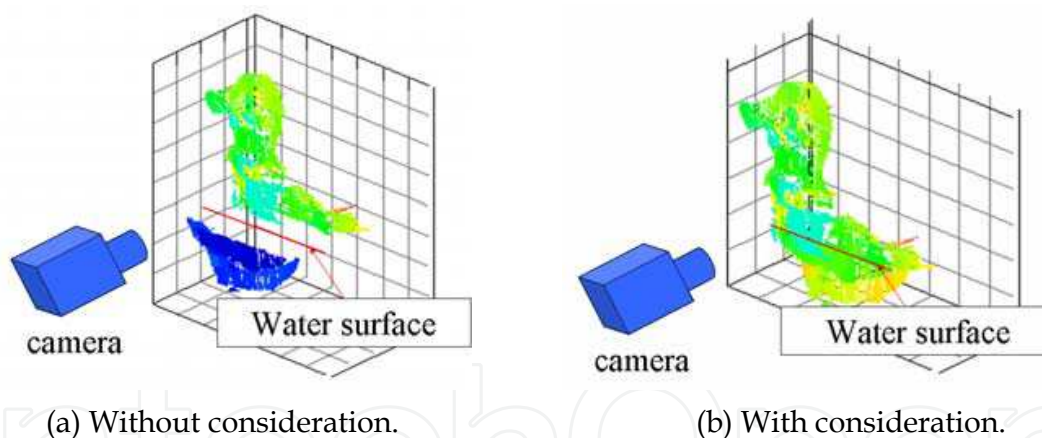 Water surface
camera
Water surface
camera
(a) Without consideration.
(b) With consideration.